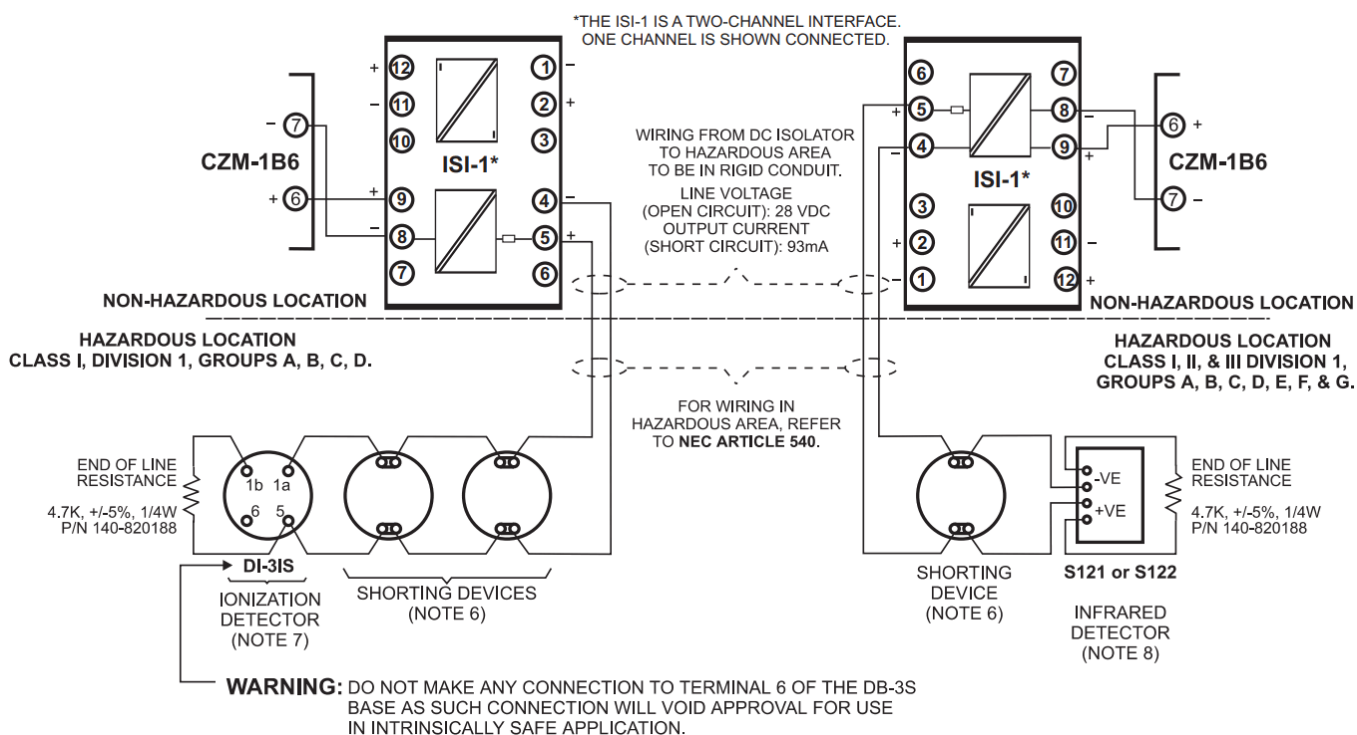 *THE ISI-1 IS A TWO-CHANNEL INTERFACE.
ONE CHANNEL IS SHOWN CONNECTED.
CZM-1B6
- 7
+ 6
ISI-1*
+ 12
- 11
10
+ 9
- 8
7
1 -
2 +
3
4 -
5 +
6
WIRING FROM DC ISOLATOR
TO HAZARDOUS AREA
TO BE IN RIGID CONDUIT.
LINE VOLTAGE
(OPEN CIRCUIT): 28 VDC
OUTPUT CURRENT
(SHORT CIRCUIT): 93mA
ISI-1*
6
+ 5
- 4
3
+ 2
- 1
7
8 -
9 +
10
11 -
12 +
CZM-1B6
6 +
7 -
NON-HAZARDOUS LOCATION
NON-HAZARDOUS LOCATION
HAZARDOUS LOCATION
CLASS I, DIVISION 1, GROUPS A, B, C, D.
HAZARDOUS LOCATION
CLASS I, II, & III DIVISION 1,
GROUPS A, B, C, D, E, F, & G.
FOR WIRING IN
HAZARDOUS AREA, REFER
TO NEC ARTICLE 540.
END OF LINE
RESISTANCE
4.7K, +/-5%, 1/4W
P/N 140-820188
1b 1a
6 5
DI-3IS
IONIZATION
DETECTOR
(NOTE 7)
SHORTING DEVICES
(NOTE 6)
SHORTING
DEVICE
(NOTE 6)
-VE
+VE
S121 or S122
INFRARED
DETECTOR
(NOTE 8)
END OF LINE
RESISTANCE
4.7K, +/-5%, 1/4W
P/N 140-820188
WARNING: DO NOT MAKE ANY CONNECTION TO TERMINAL 6 OF THE DB-3S
BASE AS SUCH CONNECTION WILL VOID APPROVAL FOR USE
IN INTRINSICALLY SAFE APPLICATION.